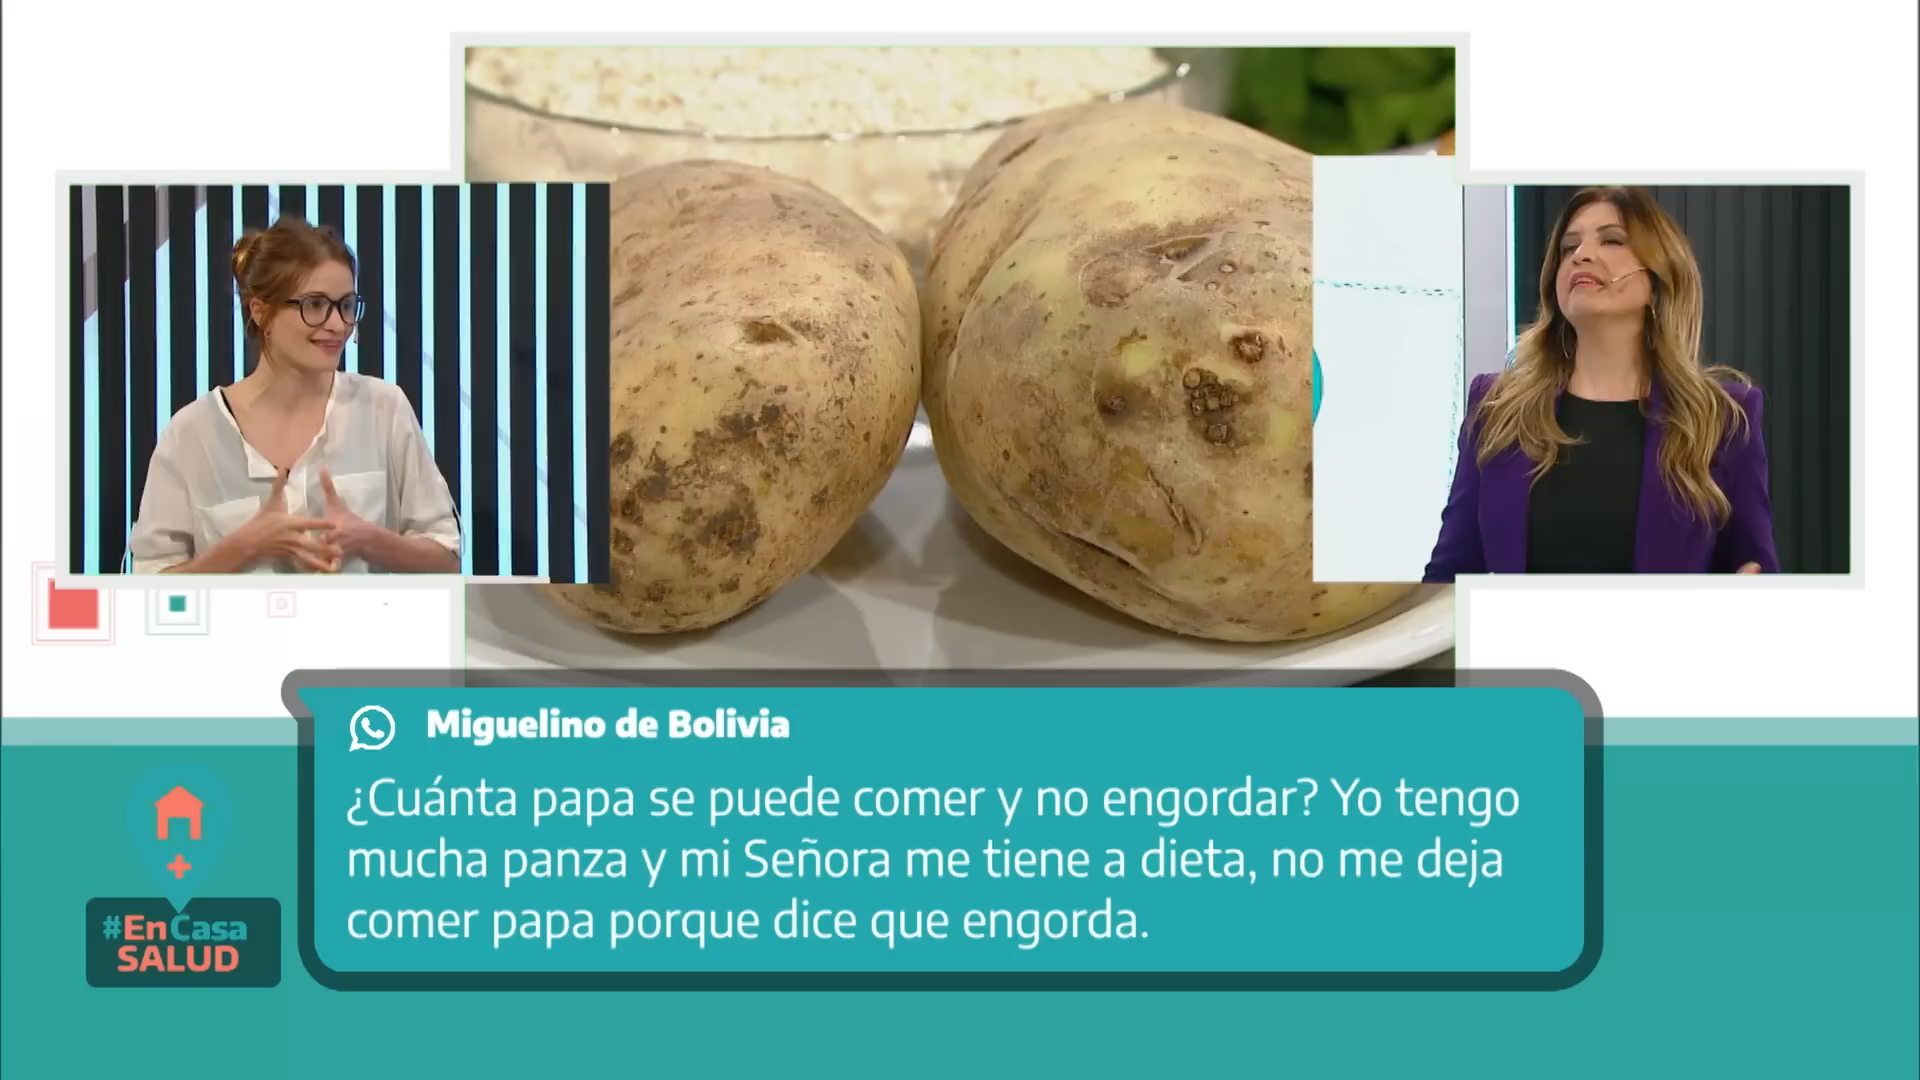 Miguelino de Bolivia
¿Cuánta papa se puede comer y no engordar? Yo tengo
mucha panza y mi Señora me tiene a dieta, no me deja
comer papa porque dice que engorda.
#EnCasa
SALUD